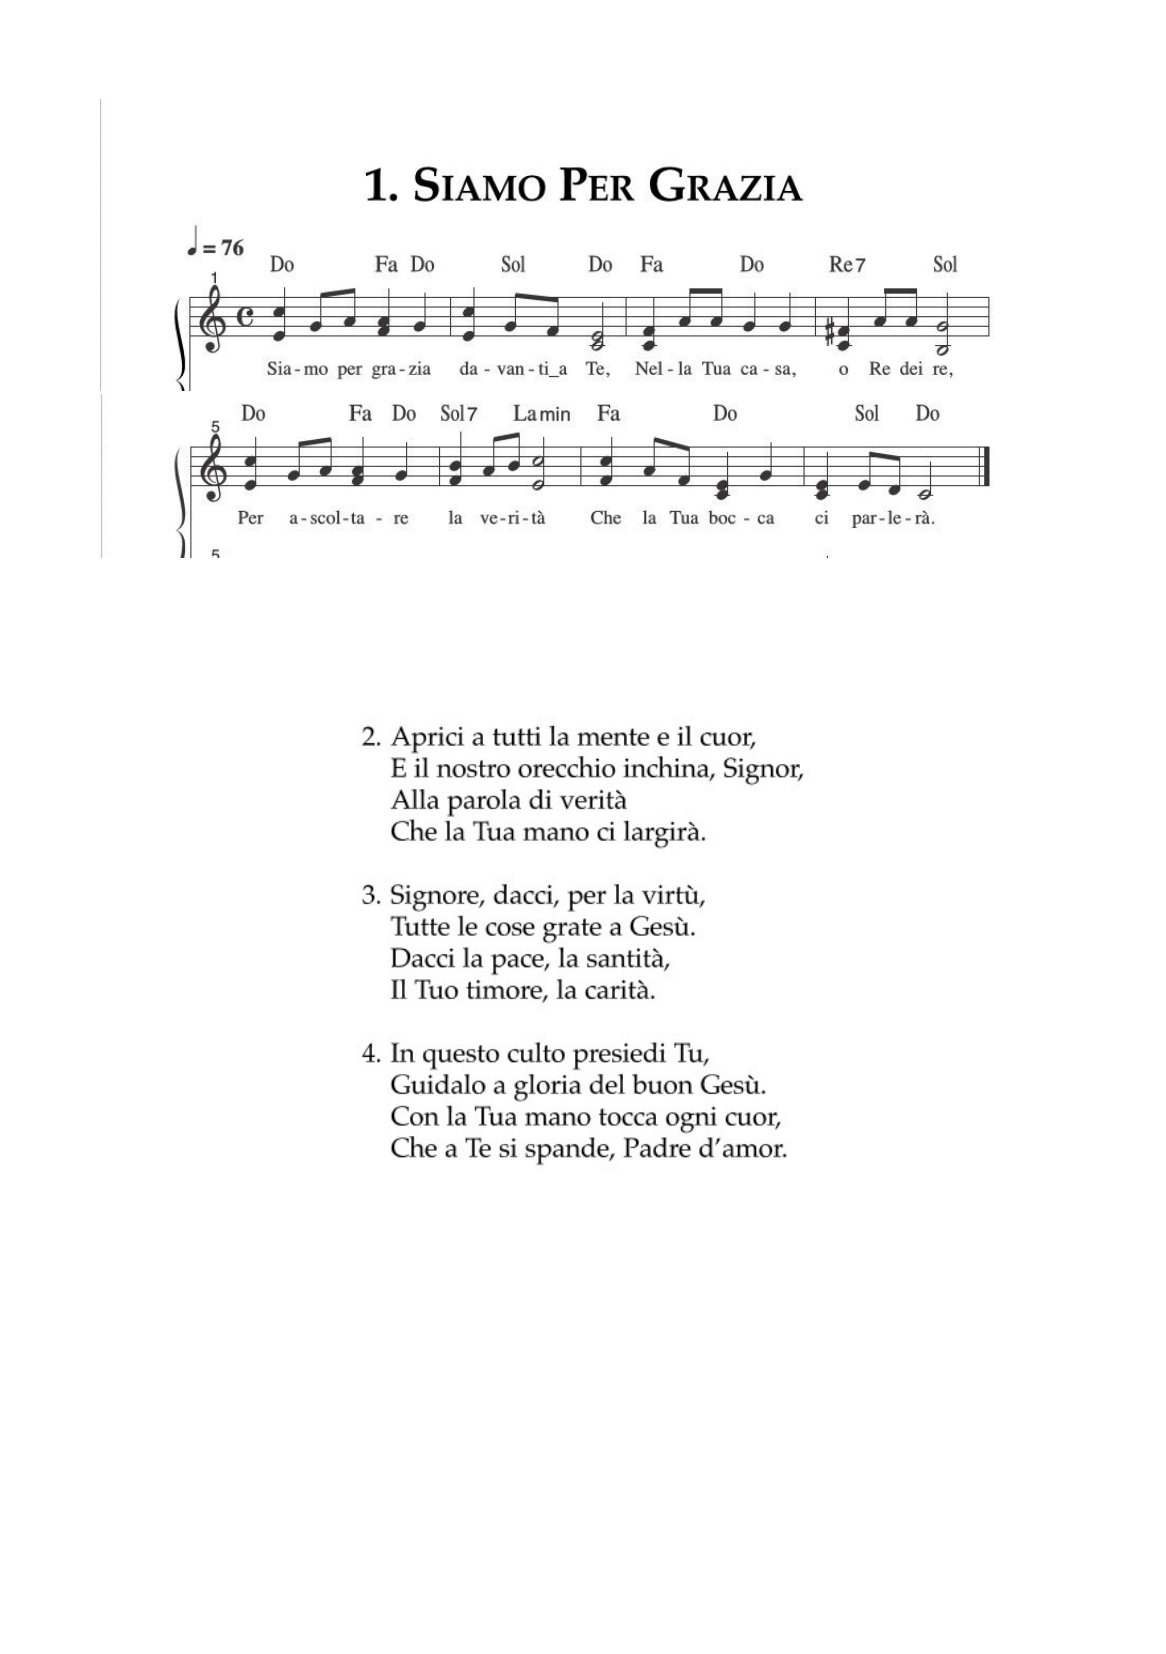 1. Siamo Per Grazia
♩ = 76
Do Fa Do Sol Do Fa Do Re7 Sol
1
Sia - mo per gra - zia da - van - ti_a Te, Nel - la Tua ca - sa, o Re dei re,
Do Fa Do Sol7 Lamin Fa Do Sol Do
5
Per a - scol - ta - re la ve - ri - tà Che la Tua boc - ca ci par - le - rà.
5
2. Aprici a tutti la mente e il cuor,
E il nostro orecchio inchina, Signor,
Alla parola di verità
Che la Tua mano ci largirà.
3. Signore, dacci, per la virtù,
Tutte le cose grate a Gesù.
Dacci la pace, la santità,
Il Tuo timore, la carità.
4. In questo culto presiedi Tu,
Guidalo a gloria del buon Gesù.
Con la Tua mano tocca ogni cuor,
Che a Te si spande, Padre d'amor.